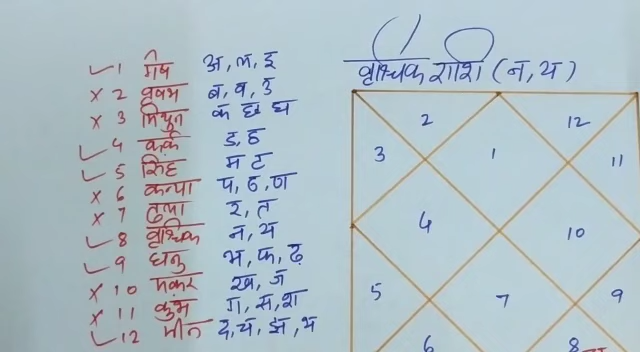 ✓ 1 मेष अ, ल, इ
x 2 वृषभ ब, व, उ
x 3 मिथुन क छ घ
✓ 4 कर्क ड, ह
✓ 5 सिंह म ट
x 6 कन्या प, ठ, ण
x 7 तुला र, त
✓ 8 वृश्चिक न, य
✓ 9 धनु भ, फ, ढ़
x 10 मकर ख, ज
x 11 कुंभ ग, स, श
✓ 12 मीन द, च, झ, थ
वृश्चिक राशि (न, य)
2 12
3 1 11
4 10
5 7 9
6 8